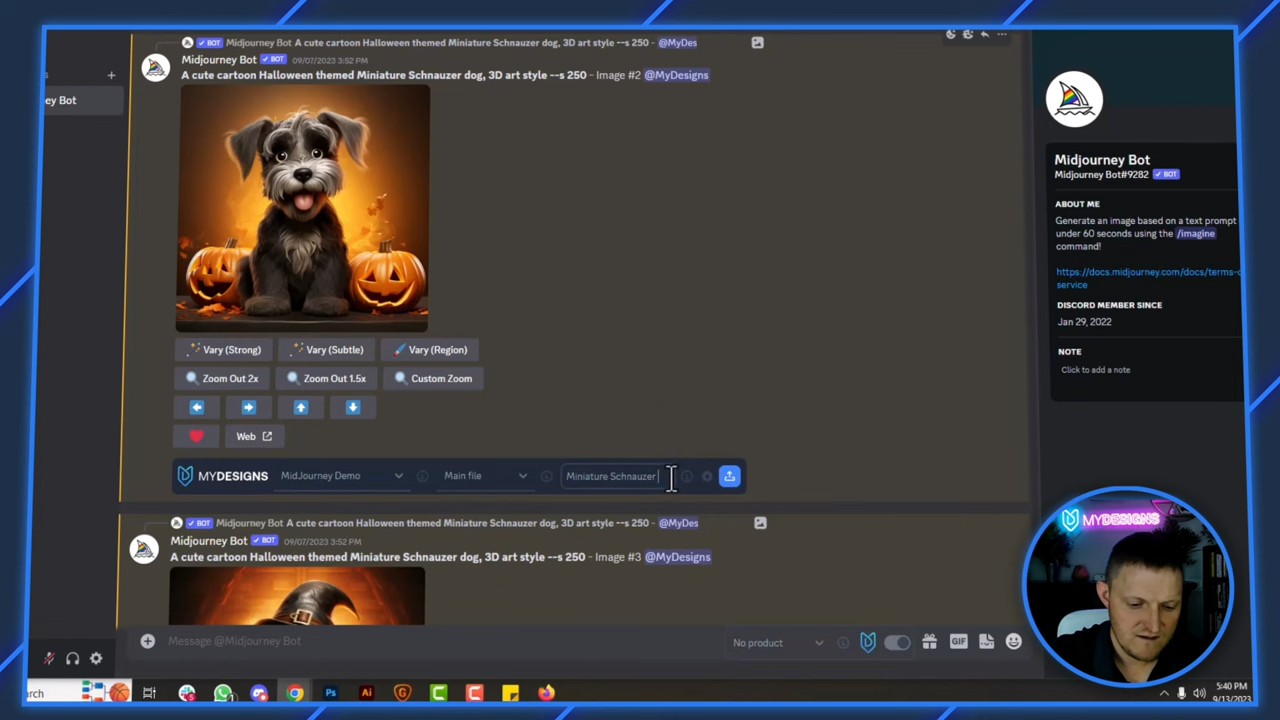 BOT Midjourney Bot A cute cartoon Halloween themed Miniature Schnauzer dog, 3D art style --s 250 - @MyDes
Midjourney Bot BOT 09/07/2023 3:52 PM
A cute cartoon Halloween themed Miniature Schnauzer dog, 3D art style --s 250 - Image #2 @MyDesigns
s
ey Bot
Vary (Strong) Vary (Subtle) Vary (Region)
Zoom Out 2x Zoom Out 1.5x Custom Zoom
Web
MYDESIGNS MidJourney Demo Main file Miniature Schnauzer
BOT Midjourney Bot A cute cartoon Halloween themed Miniature Schnauzer dog, 3D art style --s 250 - @MyDes
Midjourney Bot BOT 09/07/2023 3:52 PM
A cute cartoon Halloween themed Miniature Schnauzer dog, 3D art style --s 250 - Image #3 @MyDesigns
Message @Midjourney Bot No product GIF
Midjourney Bot
Midjourney Bot#9282 BOT
ABOUT ME
Generate an image based on a text prompt
under 60 seconds using the /imagine
command!
https://docs.midjourney.com/docs/terms-o
service
DISCORD MEMBER SINCE
Jan 29, 2022
NOTE
Click to add a note
MYDESIGNS
rch
Ps Ai G C C
5:40 PM
9/13/2023